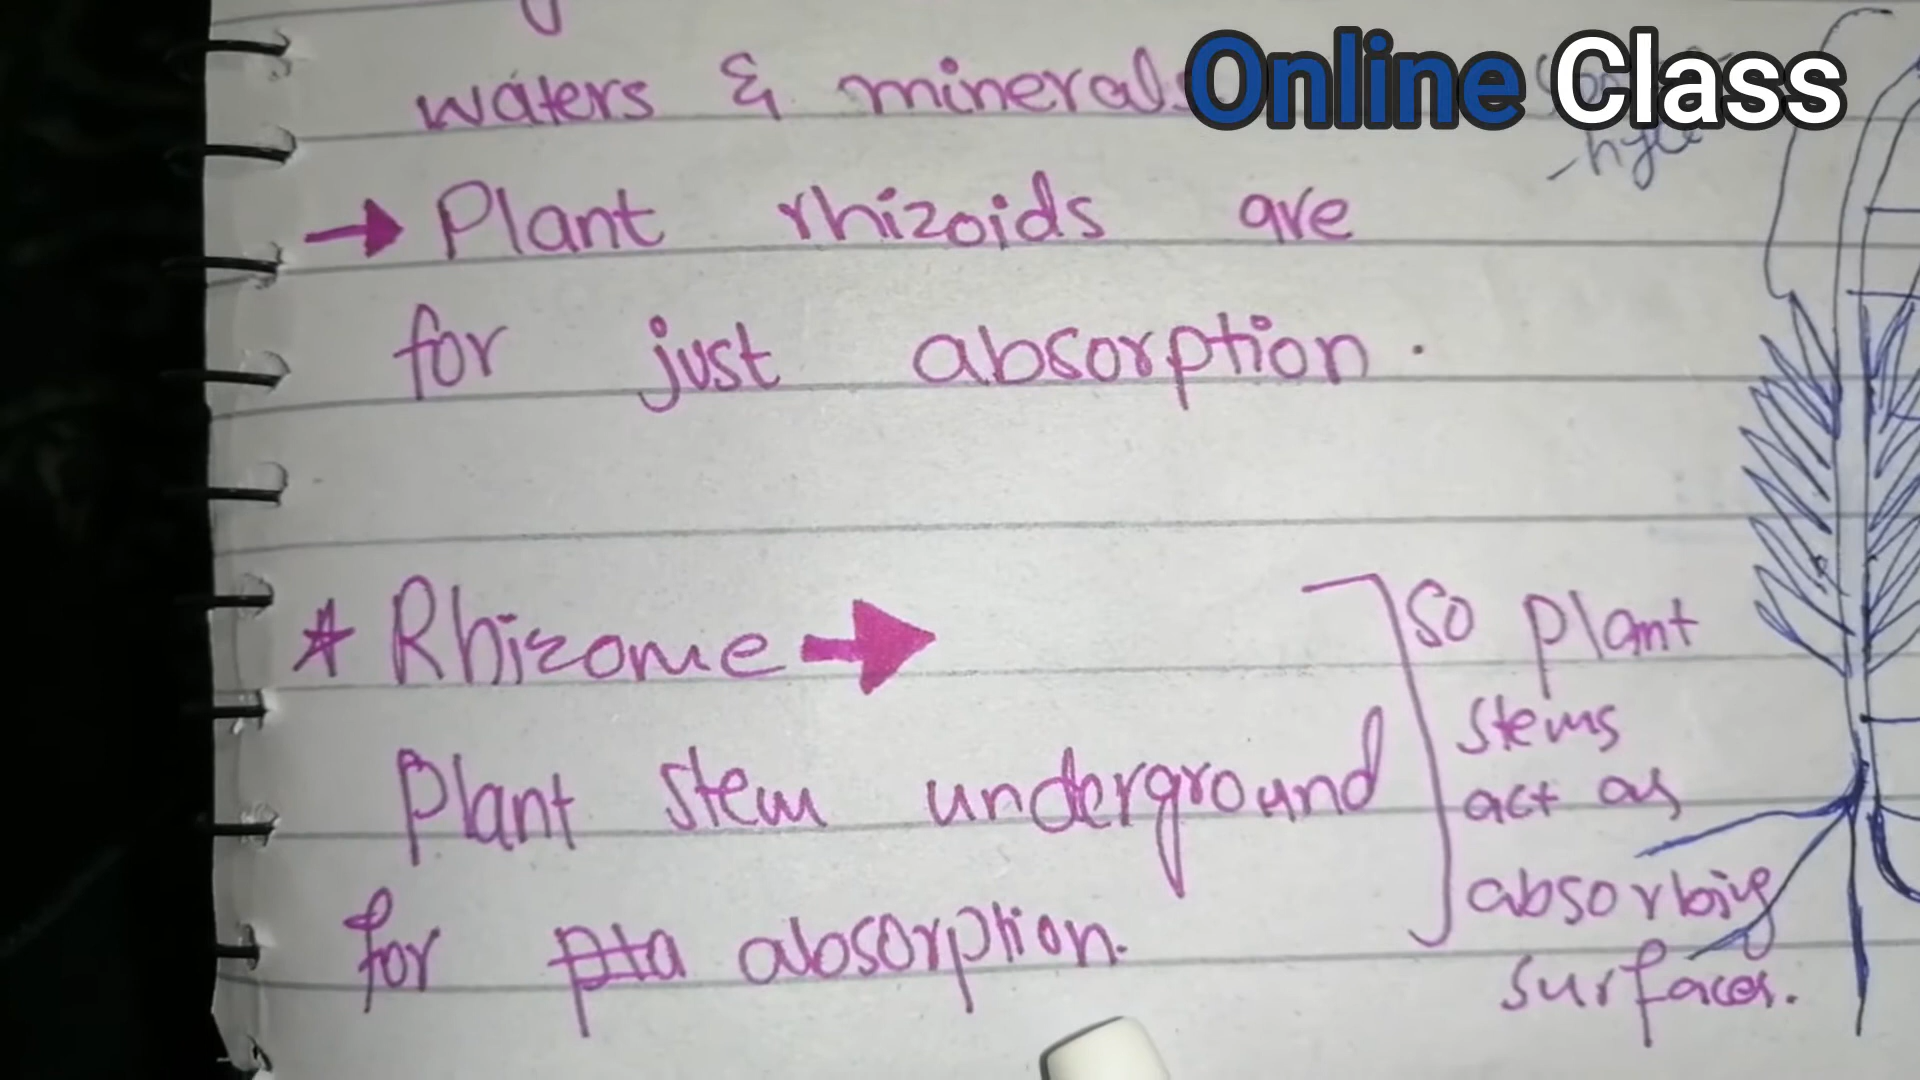 Online Class
waters & minerals
→ Plant rhizoids are
for just absorption.
* Rhizome →
Plant stem underground
for pta absorption.
So plant
stems
act as
absorbing
surfaces.